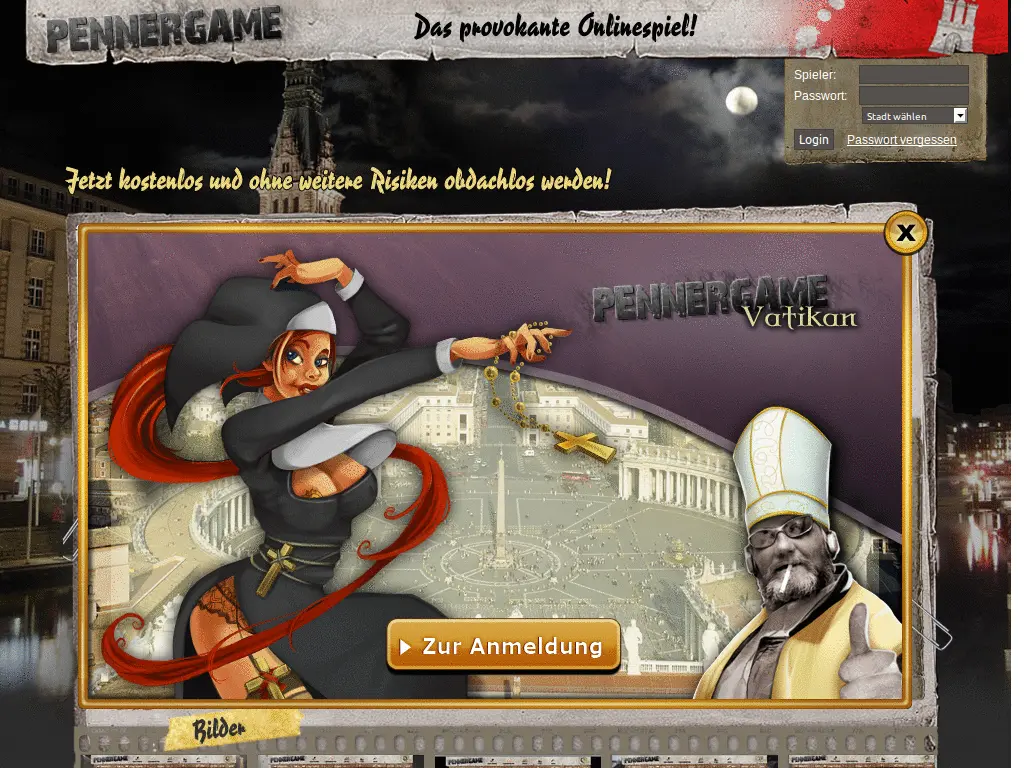 PENNERGAME
Das provokante Onlinespiel!
Spieler:
Passwort:
Stadt wählen
Login
Passwort vergessen
Jetzt kostenlos und ohne weitere Risiken obdachlos werden!
X
PENNERGAME
Vatikan
Zur Anmeldung
Bilder